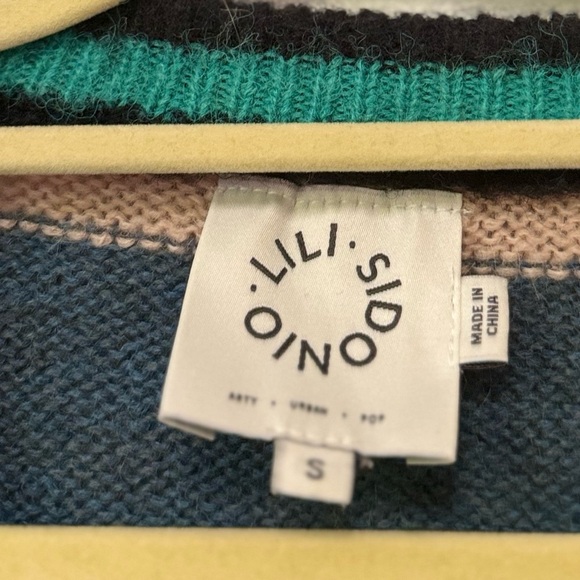 LILI · SIDONIO ·
ARTY · URBAN · POP
MADE IN
CHINA
S